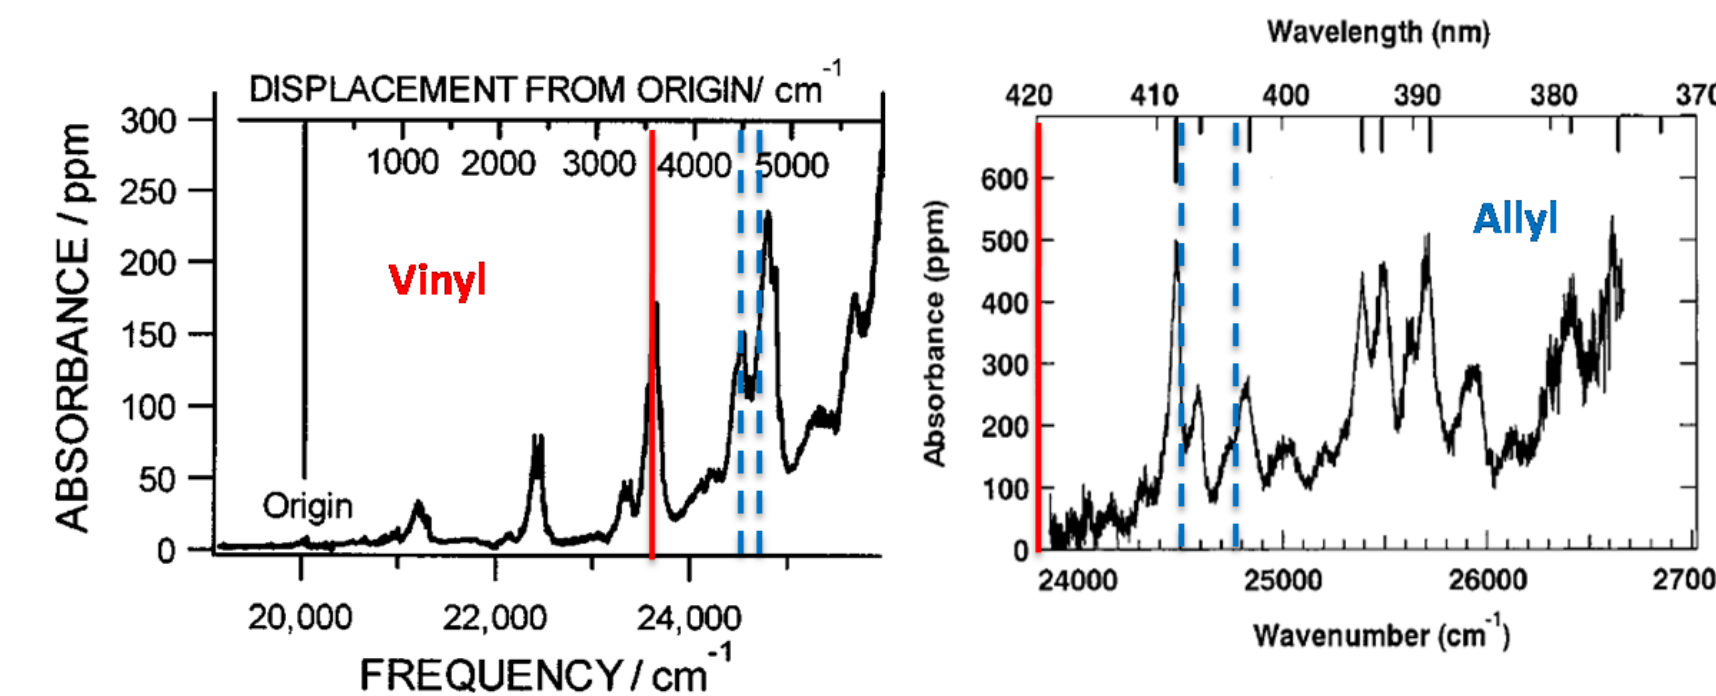 DISPLACEMENT FROM ORIGIN/ cm-1
300
1000 2000 3000 4000 5000
250
200
150
100
50
0
ABSORBANCE / ppm
Vinyl
Origin
20,000 22,000 24,000
FREQUENCY / cm-1
Wavelength (nm)
420 410 400 390 380 370
600
500
400
300
200
100
0
Absorbance (ppm)
Allyl
24000 25000 26000 2700
Wavenumber (cm-1)